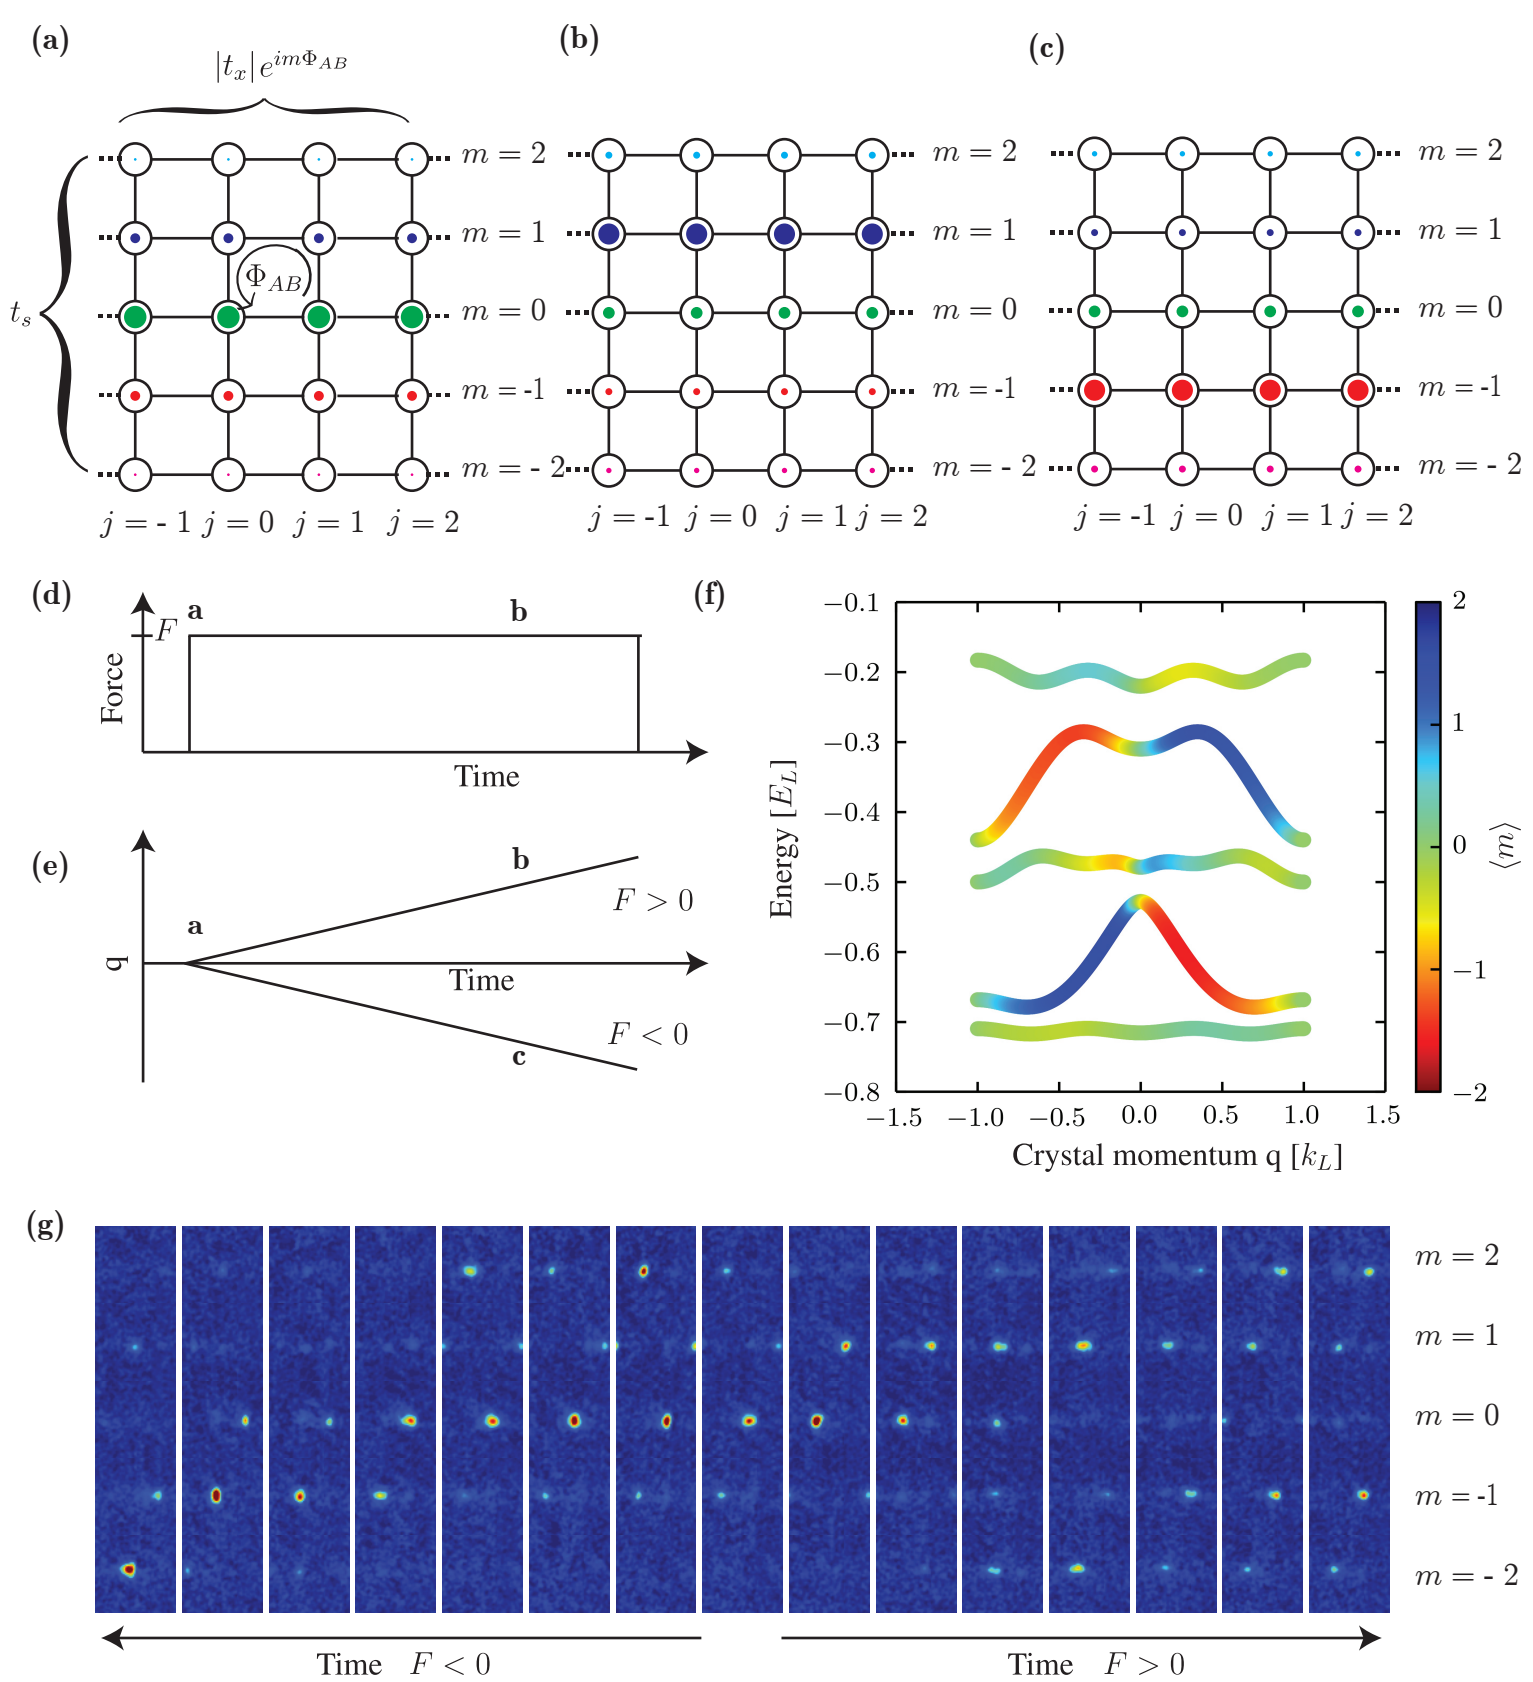 (a)
(b)
(c)
|t_x| e^{imΦ_{AB}}
m = 2
m = 1
m = 0
m = -1
m = - 2
t_s
Φ_{AB}
j = - 1 j = 0 j = 1 j = 2
m = 2
m = 1
m = 0
m = -1
m = - 2
j = -1 j = 0 j = 1 j = 2
m = 2
m = 1
m = 0
m = -1
m = - 2
j = -1 j = 0 j = 1 j = 2
(d)
F
a
b
Force
Time
(e)
q
a
b
F > 0
Time
F < 0
c
(f)
−0.1
−0.2
−0.3
−0.4
−0.5
−0.6
−0.7
−0.8
Energy [E_L]
−1.5 −1.0 −0.5 0.0 0.5 1.0 1.5
Crystal momentum q [k_L]
2
1
0
−1
−2
⟨m⟩
(g)
m = 2
m = 1
m = 0
m = -1
m = - 2
Time F < 0
Time F > 0